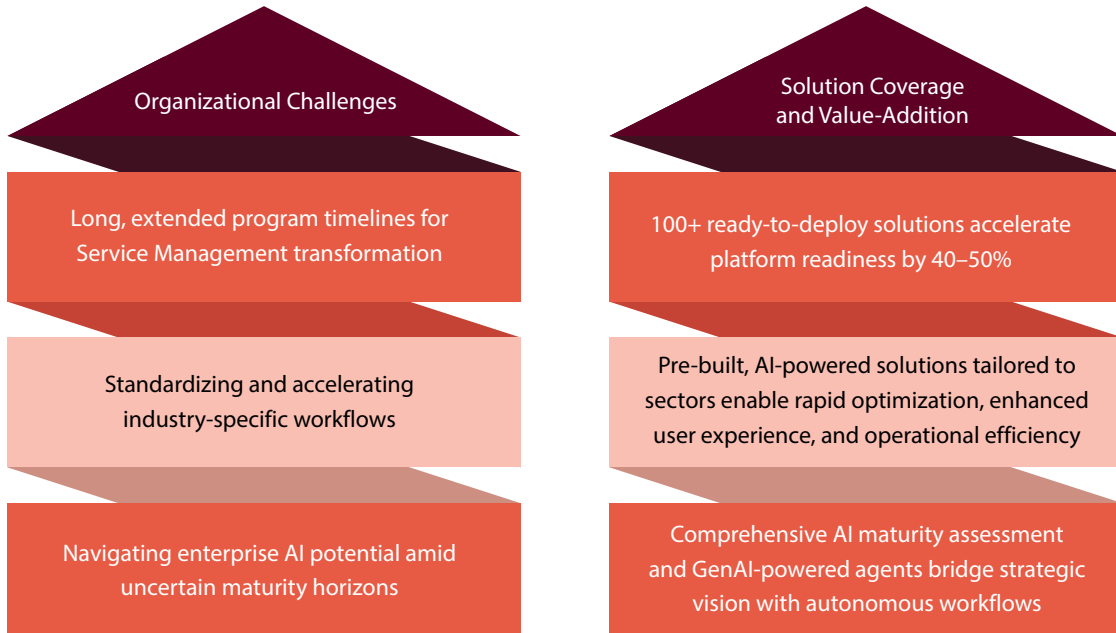 Organizational Challenges
Long, extended program timelines for
Service Management transformation
Standardizing and accelerating
industry-specific workflows
Navigating enterprise AI potential amid
uncertain maturity horizons
Solution Coverage
and Value-Addition
100+ ready-to-deploy solutions accelerate
platform readiness by 40–50%
Pre-built, AI-powered solutions tailored to
sectors enable rapid optimization, enhanced
user experience, and operational efficiency
Comprehensive AI maturity assessment
and GenAI-powered agents bridge strategic
vision with autonomous workflows